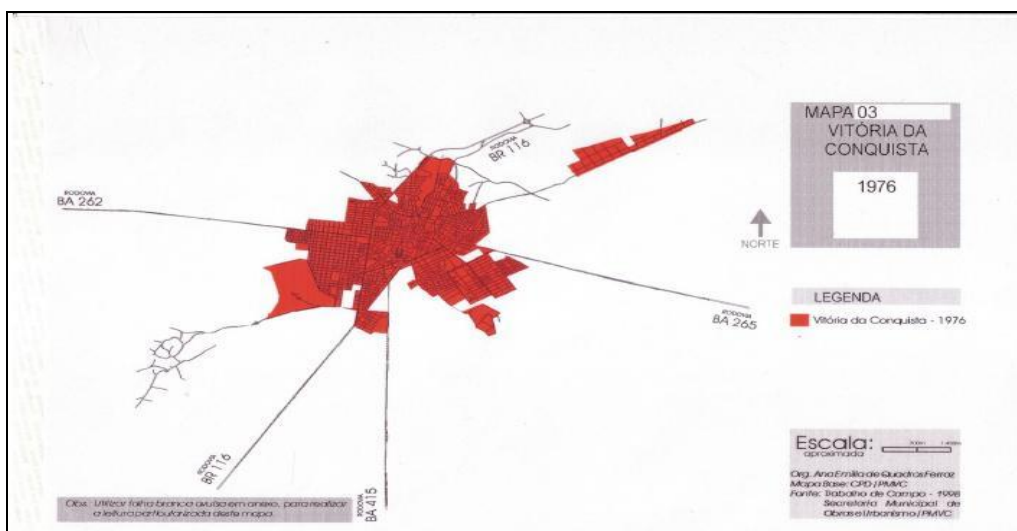 MAPA 03
VITÓRIA DA
CONQUISTA
1976
RODOVIA
BR 116
RODOVIA
BA 262
NORTE
RODOVIA
BA 265
LEGENDA
Vitória da Conquista - 1976
RODOVIA
BR 116
RODOVIA
BA 415
Escala:
aproximada
Org. Ana Emília de Quadros Ferraz
Mapa Base: CPD / PMVC
Fonte: Trabalho de Campo - 1998
Secretaria Municipal de
Obras e Urbanismo / PMVC
Obs.: Utilizar folha branca avulsa em anexo, para realizar
a leitura particularizada deste mapa.